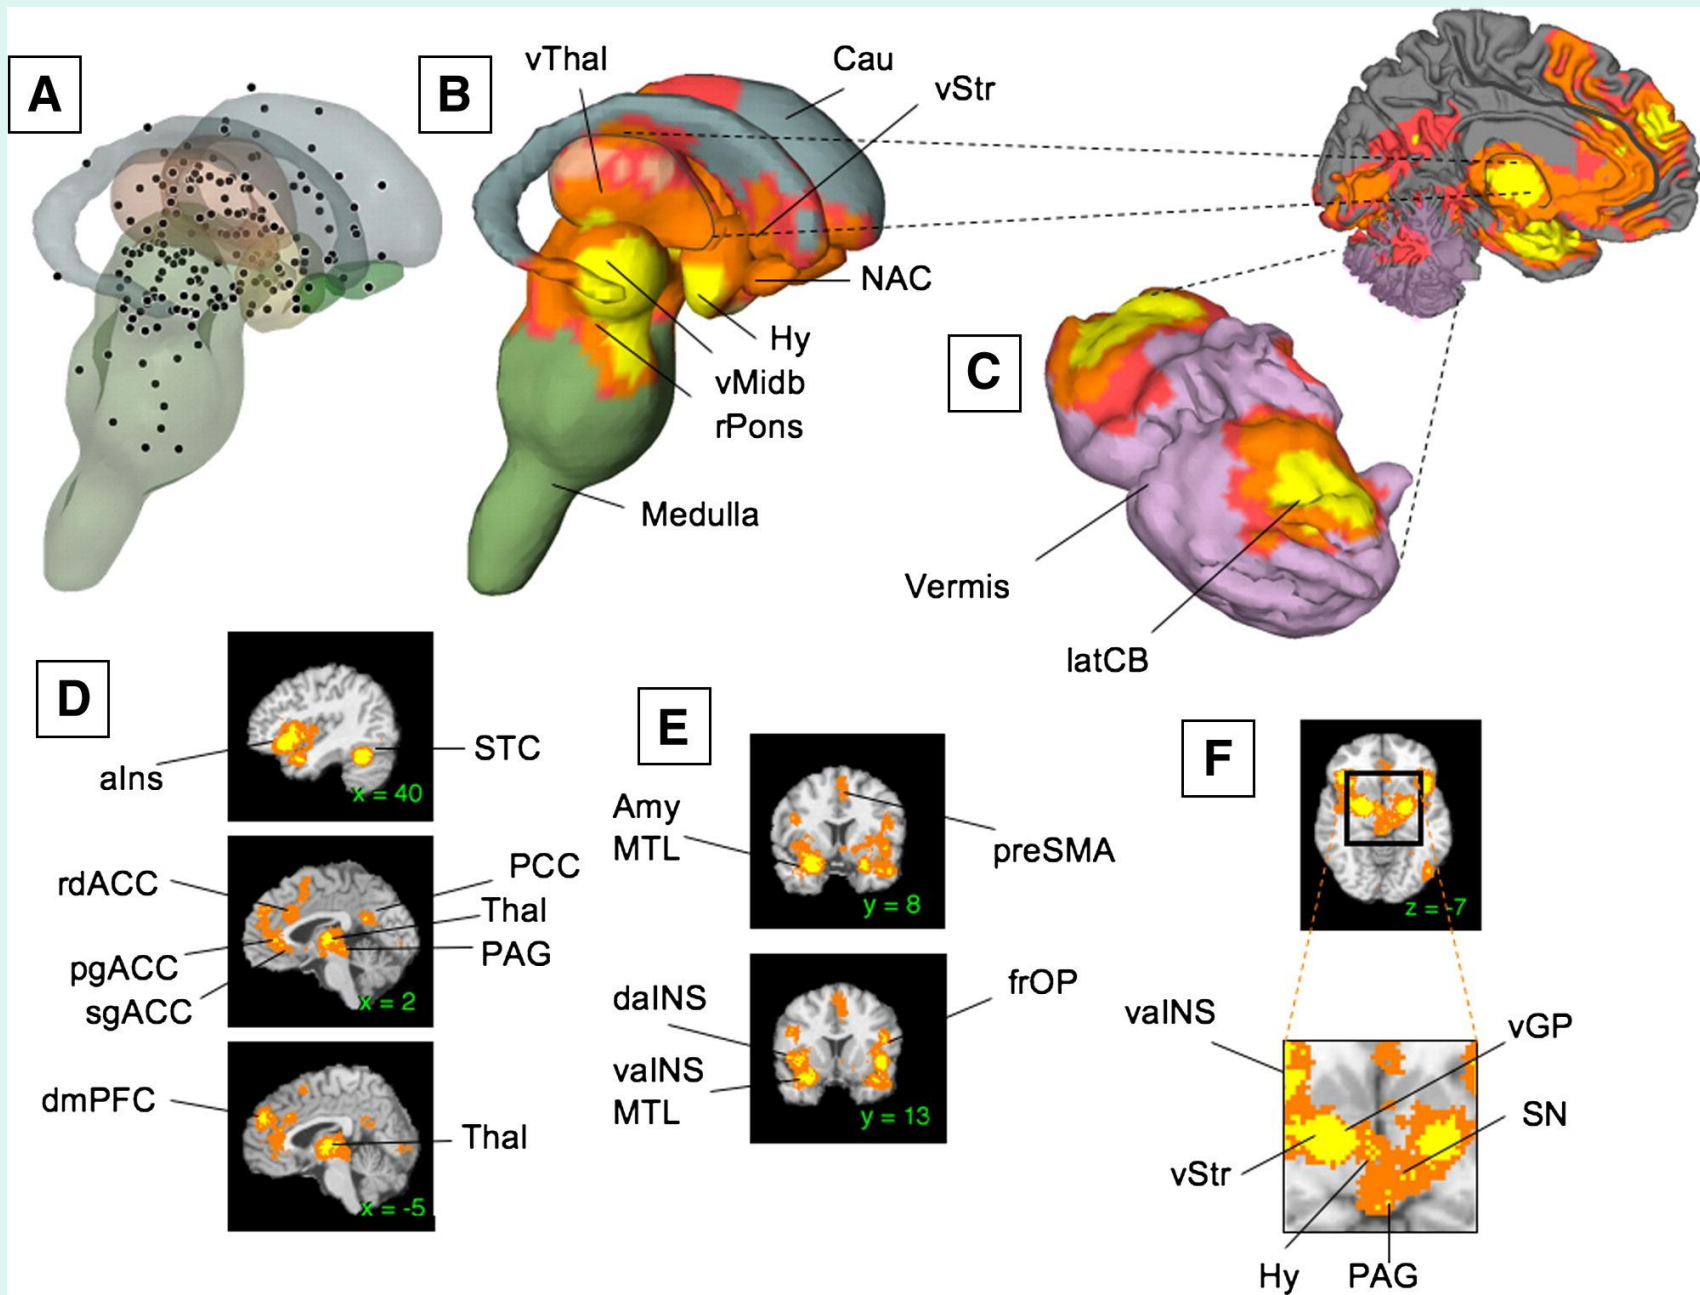 A
B
vThal
Cau
vStr
NAC
Hy
vMidb
rPons
Medulla
C
Vermis
latCB
D
aIns
STC
x = 40
rdACC
pgACC
sgACC
PCC
Thal
PAG
x = 2
dmPFC
Thal
x = -5
E
Amy
MTL
preSMA
y = 8
daINS
vaINS
MTL
frOP
y = 13
F
z = -7
vaINS
vGP
SN
vStr
Hy
PAG